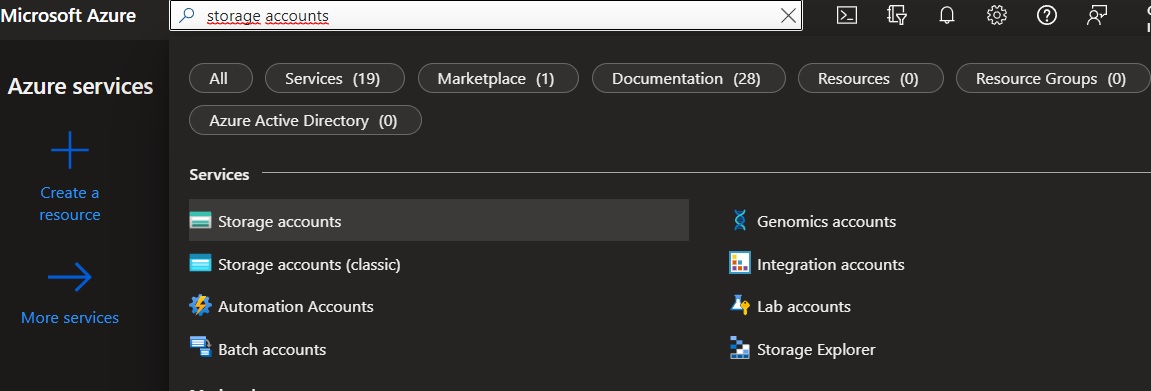 Microsoft Azure
storage accounts
Azure services
Create a
resource
More services
All
Services (19)
Marketplace (1)
Documentation (28)
Resources (0)
Resource Groups (0)
Azure Active Directory (0)
Services
Storage accounts
Storage accounts (classic)
Automation Accounts
Batch accounts
Genomics accounts
Integration accounts
Lab accounts
Storage Explorer